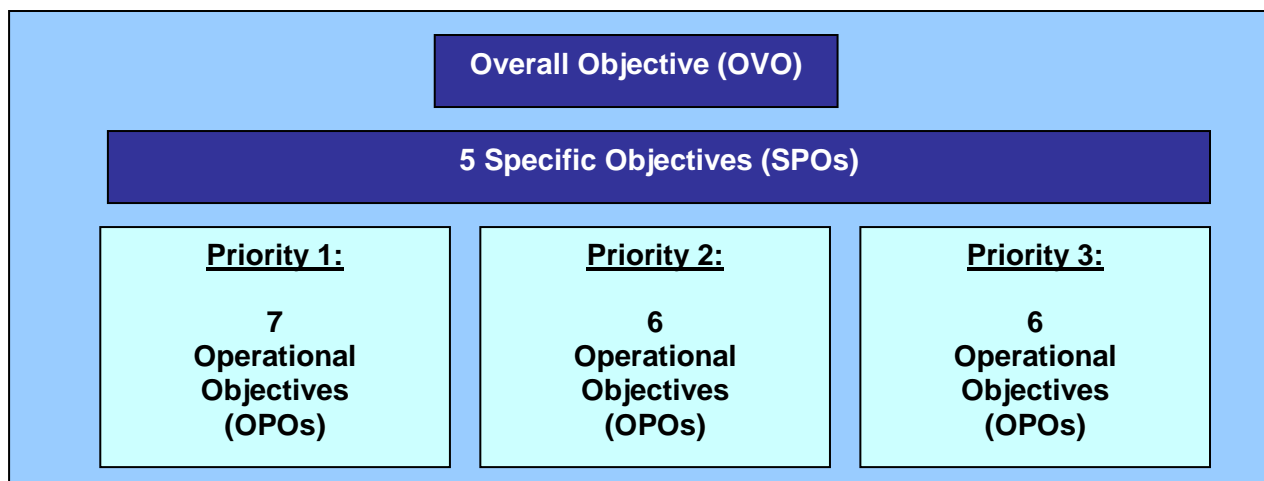 Overall Objective (OVO)
5 Specific Objectives (SPOs)
Priority 1:
7
Operational
Objectives
(OPOs)
Priority 2:
6
Operational
Objectives
(OPOs)
Priority 3:
6
Operational
Objectives
(OPOs)